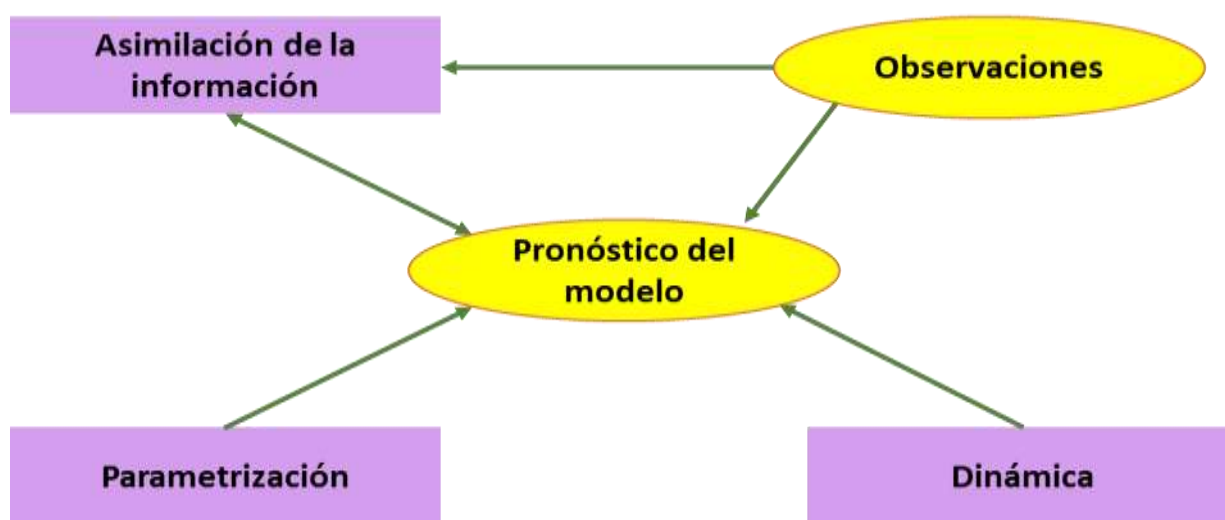 Asimilación de la
información
Observaciones
Pronóstico del
modelo
Parametrización
Dinámica